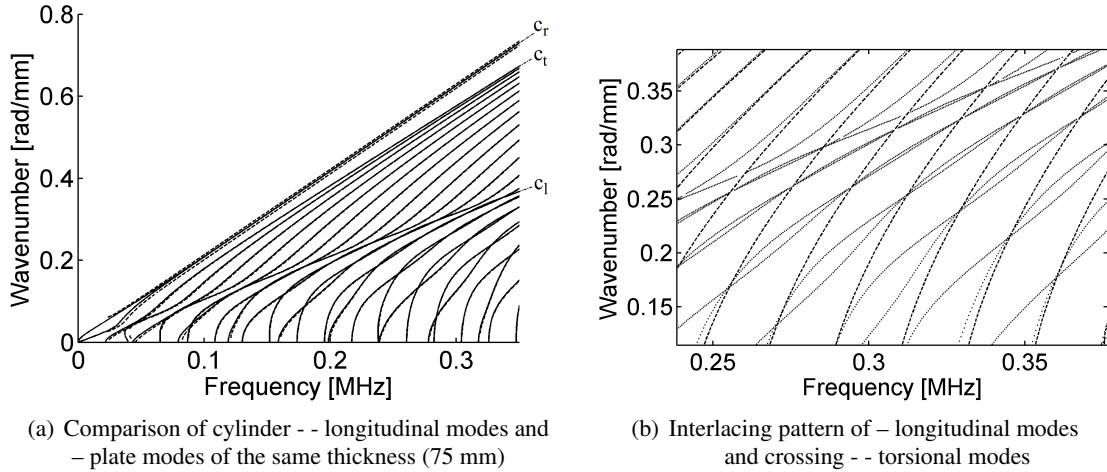 0.8
0.6
0.4
0.2
0
Wavenumber [rad/mm]
c_r
c_t
c_l
0 0.1 0.2 0.3
Frequency [MHz]
0.35
0.3
0.25
0.2
0.15
Wavenumber [rad/mm]
0.25 0.3 0.35
Frequency [MHz]
(a) Comparison of cylinder - - longitudinal modes and
– plate modes of the same thickness (75 mm)
(b) Interlacing pattern of – longitudinal modes
and crossing - - torsional modes